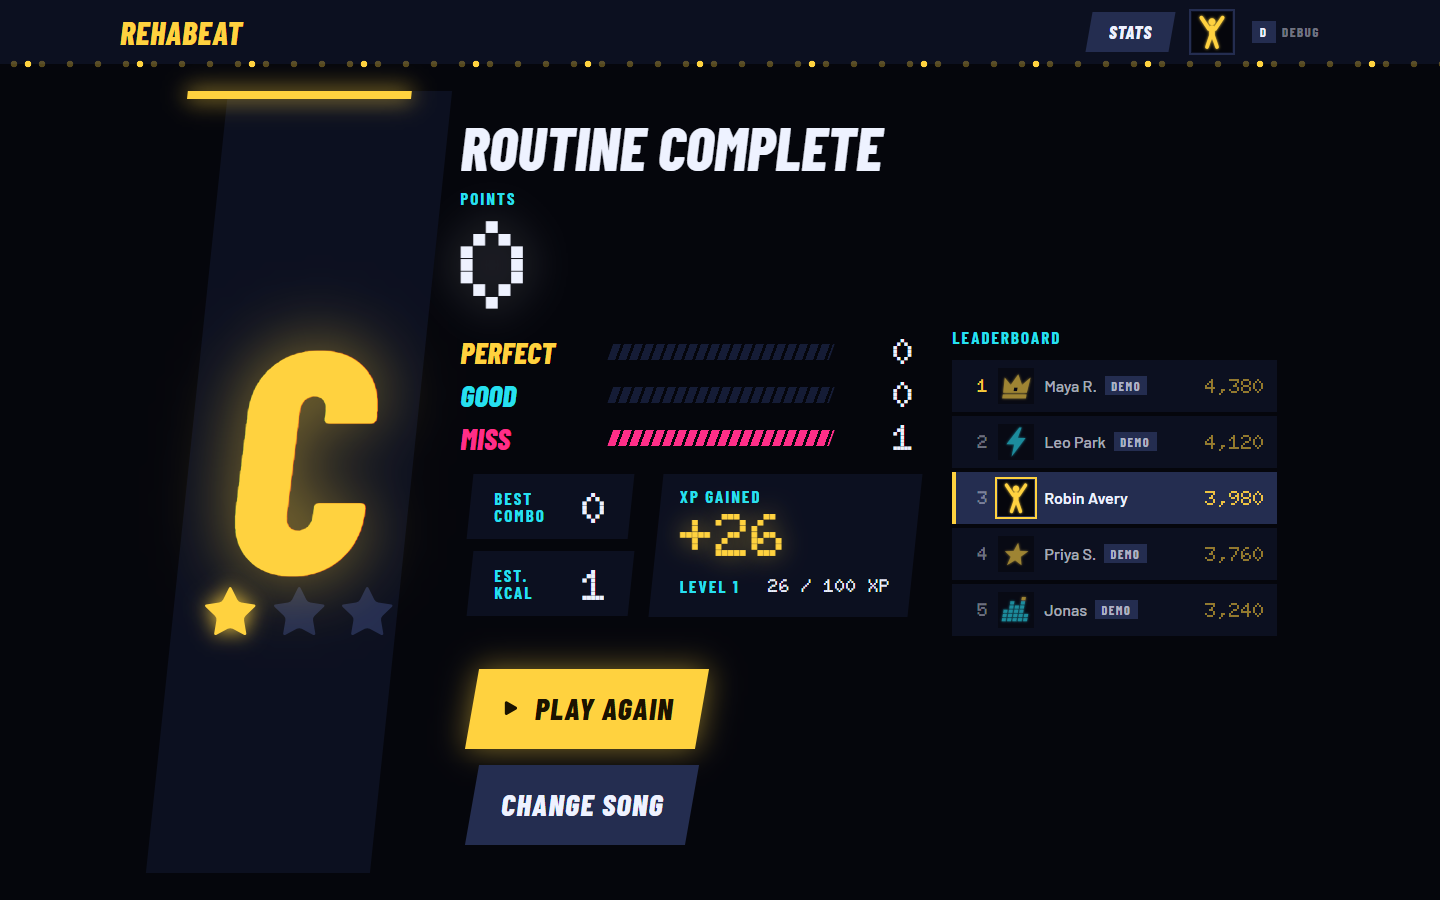 REHABEAT
STATS
D DEBUG
ROUTINE COMPLETE
POINTS
0
C
PERFECT 0
GOOD 0
MISS 1
BEST COMBO 0
EST. KCAL 1
XP GAINED
+26
LEVEL 1 26 / 100 XP
LEADERBOARD
1 Maya R. DEMO 4,380
2 Leo Park DEMO 4,120
3 Robin Avery 3,980
4 Priya S. DEMO 3,760
5 Jonas DEMO 3,240
PLAY AGAIN
CHANGE SONG